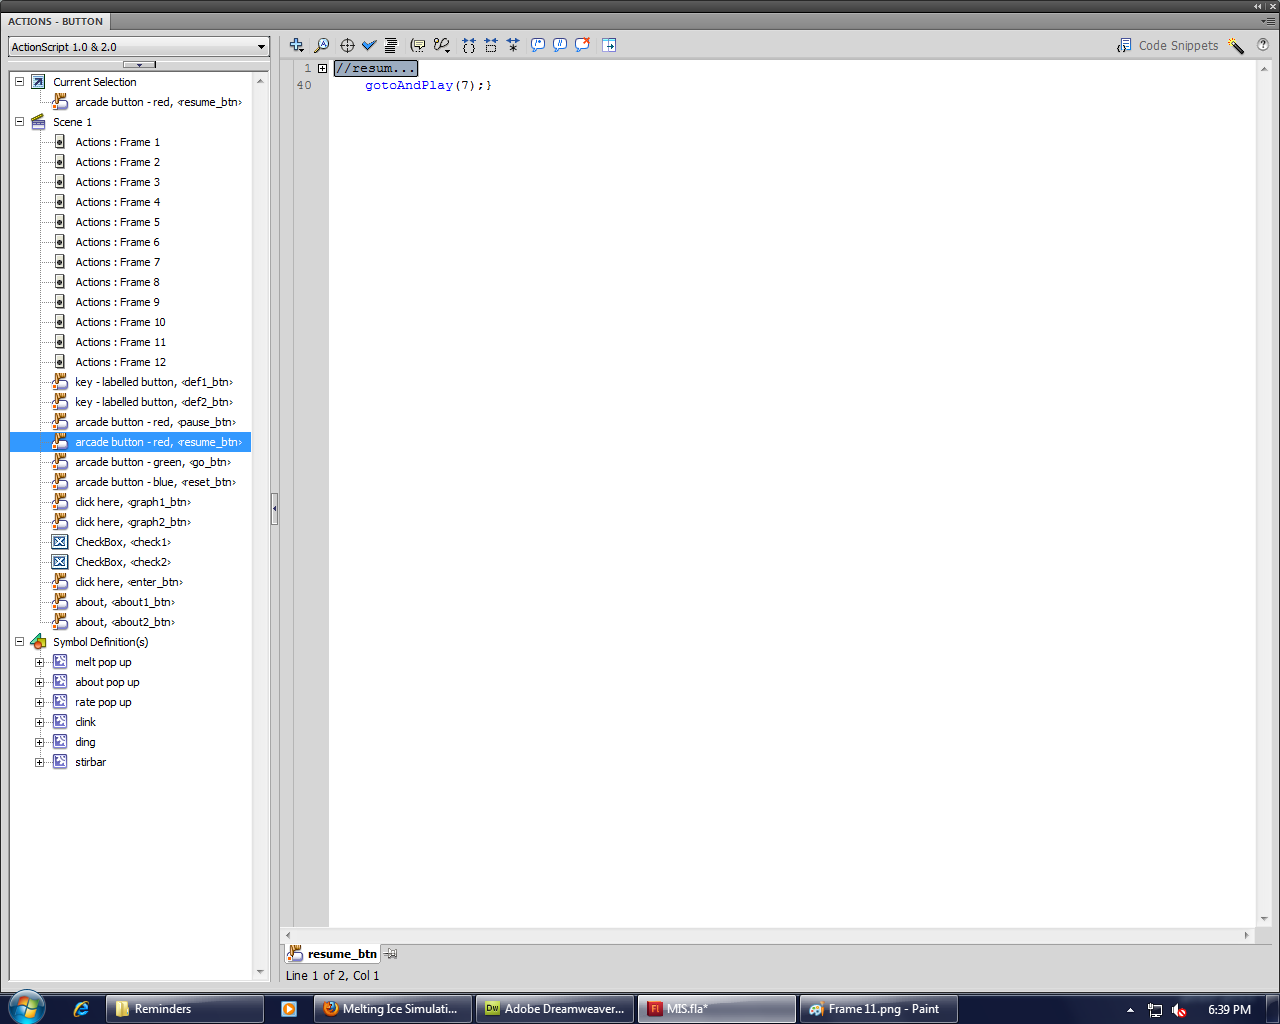 ACTIONS - BUTTON
ActionScript 1.0 & 2.0
Code Snippets
Current Selection
arcade button - red, <resume_btn>
Scene 1
Actions : Frame 1
Actions : Frame 2
Actions : Frame 3
Actions : Frame 4
Actions : Frame 5
Actions : Frame 6
Actions : Frame 7
Actions : Frame 8
Actions : Frame 9
Actions : Frame 10
Actions : Frame 11
Actions : Frame 12
key - labelled button, <def1_btn>
key - labelled button, <def2_btn>
arcade button - red, <pause_btn>
arcade button - red, <resume_btn>
arcade button - green, <go_btn>
arcade button - blue, <reset_btn>
click here, <graph1_btn>
click here, <graph2_btn>
CheckBox, <check1>
CheckBox, <check2>
click here, <enter_btn>
about, <about1_btn>
about, <about2_btn>
Symbol Definition(s)
melt pop up
about pop up
rate pop up
clink
ding
stirbar
1 //resum...
40 gotoAndPlay(7);}
resume_btn
Line 1 of 2, Col 1
Reminders
Melting Ice Simulati...
Dw Adobe Dreamweaver...
Fl MIS.fla*
Frame 11.png - Paint
6:39 PM